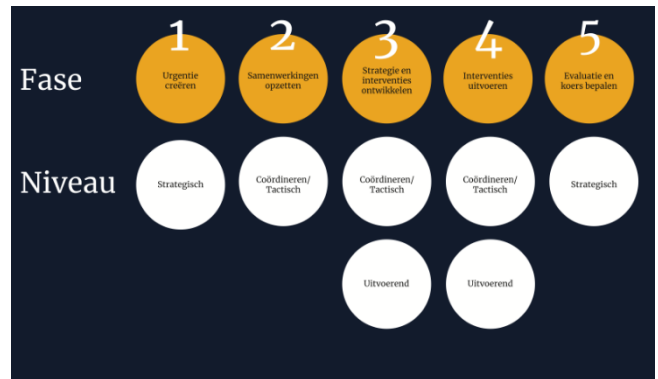 1
2
3
4
5
Fase
Urgentie
creëren
Samenwerkingen
opzetten
Strategie en
interventies
ontwikkelen
Interventies
uitvoeren
Evaluatie en
koers bepalen
Niveau
Strategisch
Coördineren/
Tactisch
Coördineren/
Tactisch
Coördineren/
Tactisch
Strategisch
Uitvoerend
Uitvoerend